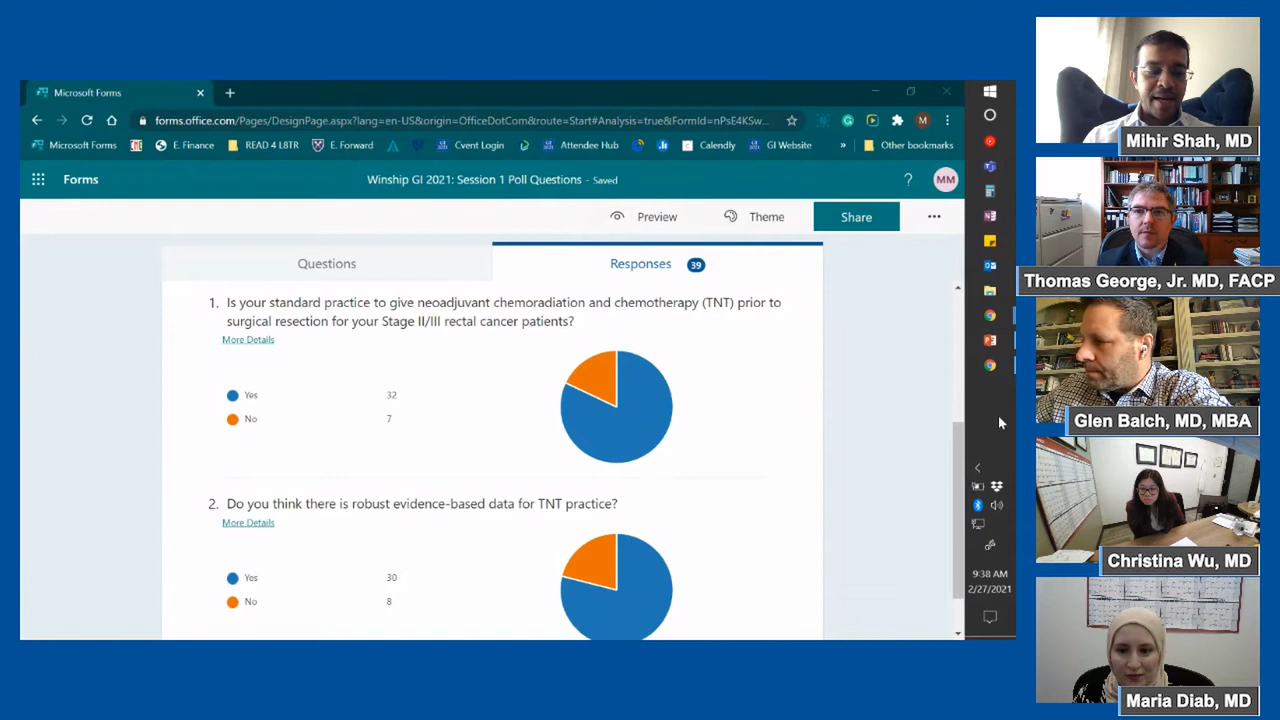 Microsoft Forms
forms.office.com/Pages/DesignPage.aspx?lang=en-US&origin=OfficeDotCom&route=Start#Analysis=true&FormId=nPsE4KSw...
M
Microsoft Forms
E. Finance
READ 4 L8TR
E. Forward
Cvent Login
Attendee Hub
Calendly
GI Website
»
Other bookmarks
Forms
Winship GI 2021: Session 1 Poll Questions - Saved
?
MM
Preview
Theme
Share
Questions
Responses 39
1. Is your standard practice to give neoadjuvant chemoradiation and chemotherapy (TNT) prior to
surgical resection for your Stage II/III rectal cancer patients?
More Details
Yes 32
No 7
2. Do you think there is robust evidence-based data for TNT practice?
More Details
Yes 30
No 8
9:38 AM
2/27/2021
Mihir Shah, MD
Thomas George, Jr. MD, FACP
Glen Balch, MD, MBA
Christina Wu, MD
Maria Diab, MD